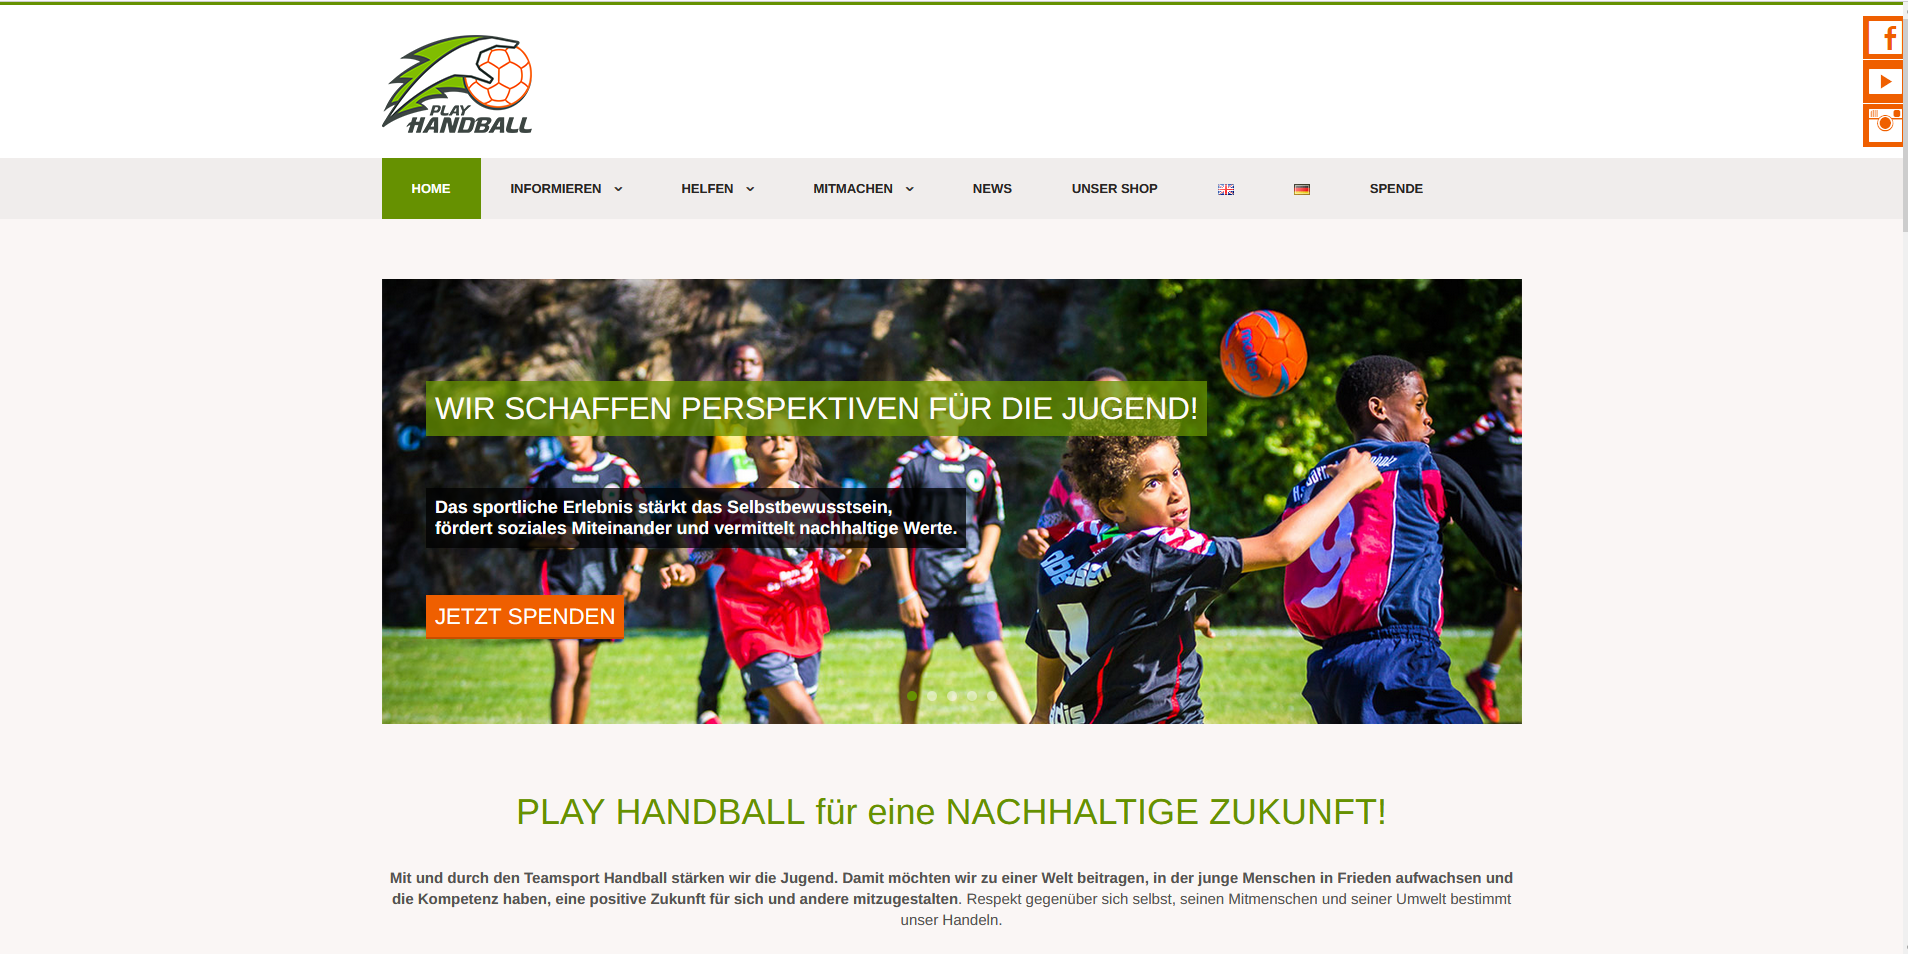 PLAY
HANDBALL
HOME
INFORMIEREN
HELFEN
MITMACHEN
NEWS
UNSER SHOP
SPENDE
WIR SCHAFFEN PERSPEKTIVEN FÜR DIE JUGEND!
Das sportliche Erlebnis stärkt das Selbstbewusstsein,
fördert soziales Miteinander und vermittelt nachhaltige Werte.
JETZT SPENDEN
9
1
PLAY HANDBALL für eine NACHHALTIGE ZUKUNFT!
Mit und durch den Teamsport Handball stärken wir die Jugend. Damit möchten wir zu einer Welt beitragen, in der junge Menschen in Frieden aufwachsen und
die Kompetenz haben, eine positive Zukunft für sich und andere mitzugestalten. Respekt gegenüber sich selbst, seinen Mitmenschen und seiner Umwelt bestimmt
unser Handeln.